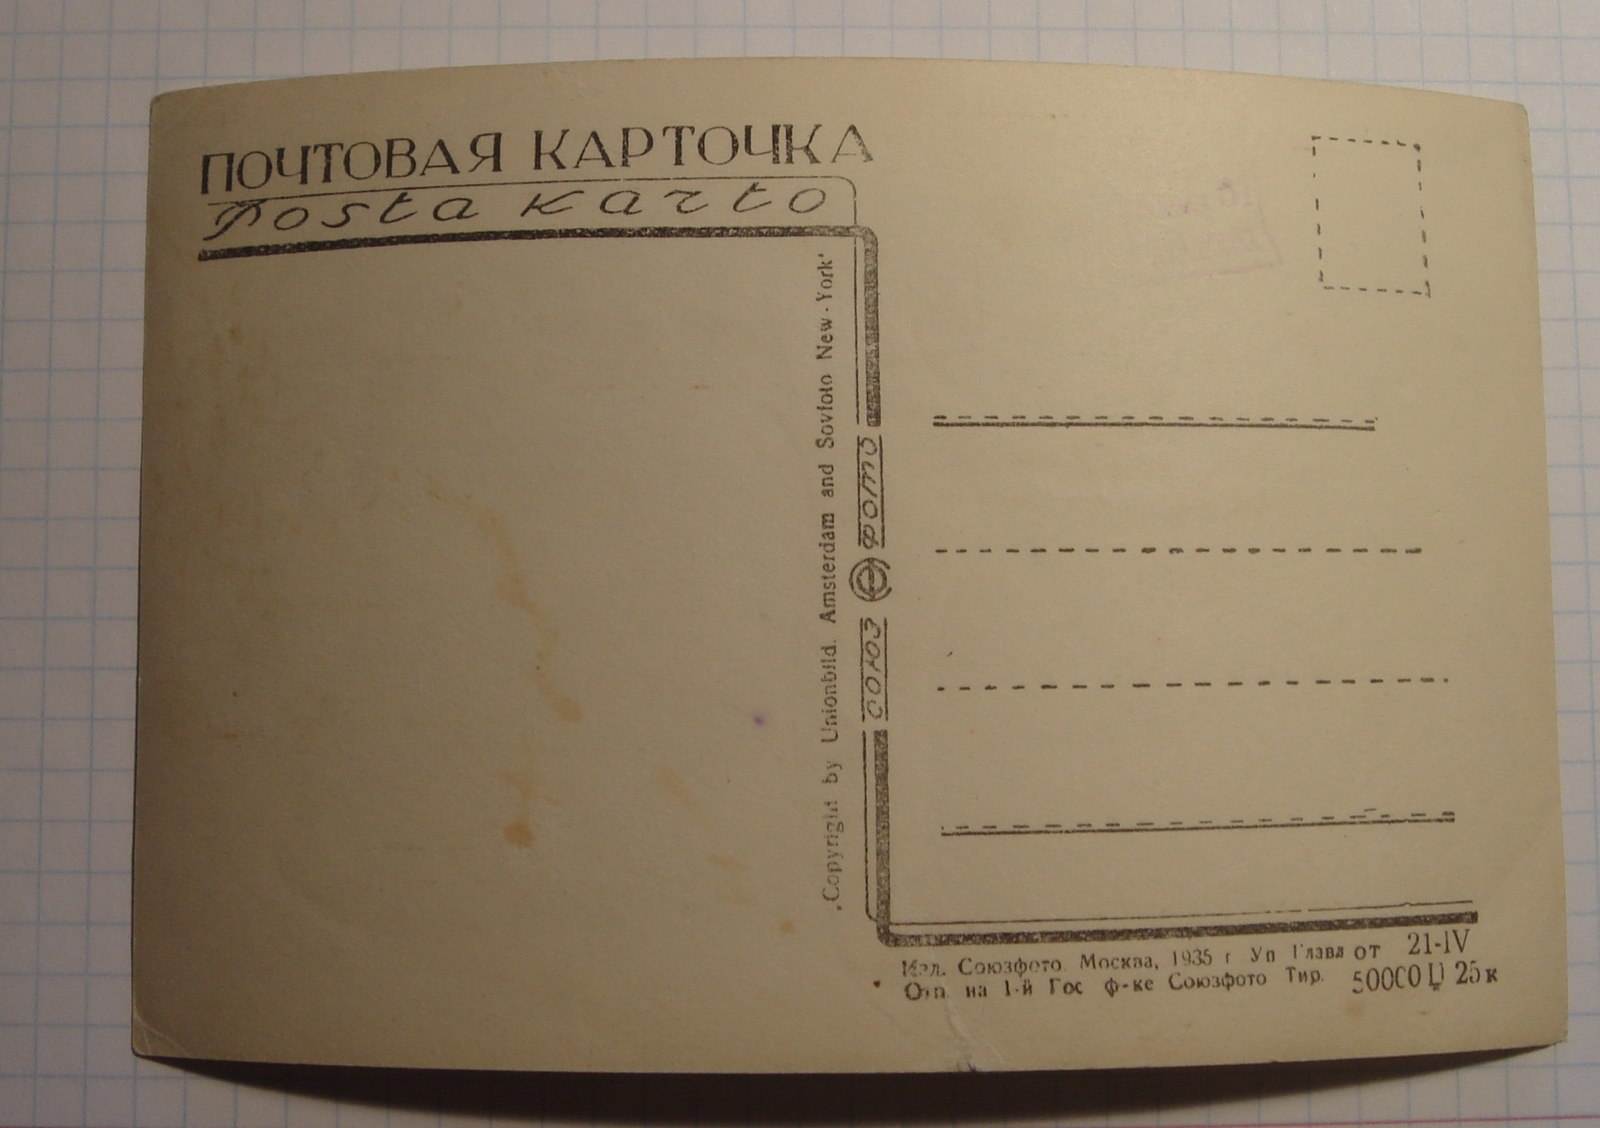 ПОЧТОВАЯ КАРТОЧКА
Posta karto
„Copyright by Unionbild. Amsterdam and Sovfoto New-York‘
СОЮЗ ФОТО
Изл. Союзфото Москва, 1935 г Уп Главл от 21-IV
Отп. на 1-й Гос ф-ке Союзфото Тир. 50000 Ц 25 к